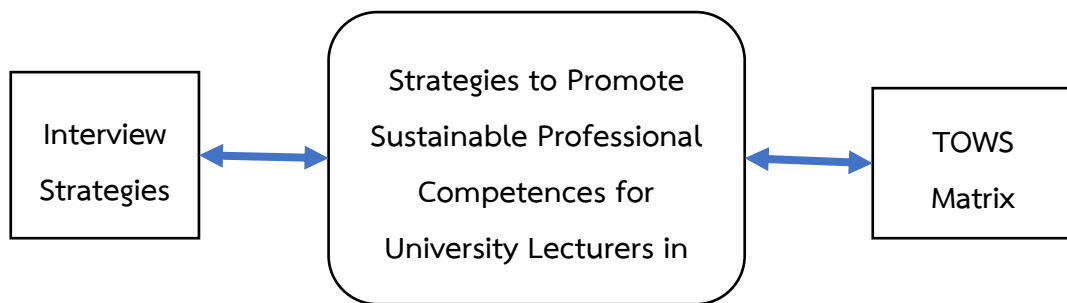 Interview
Strategies
Strategies to Promote
Sustainable Professional
Competences for
University Lecturers in
TOWS
Matrix